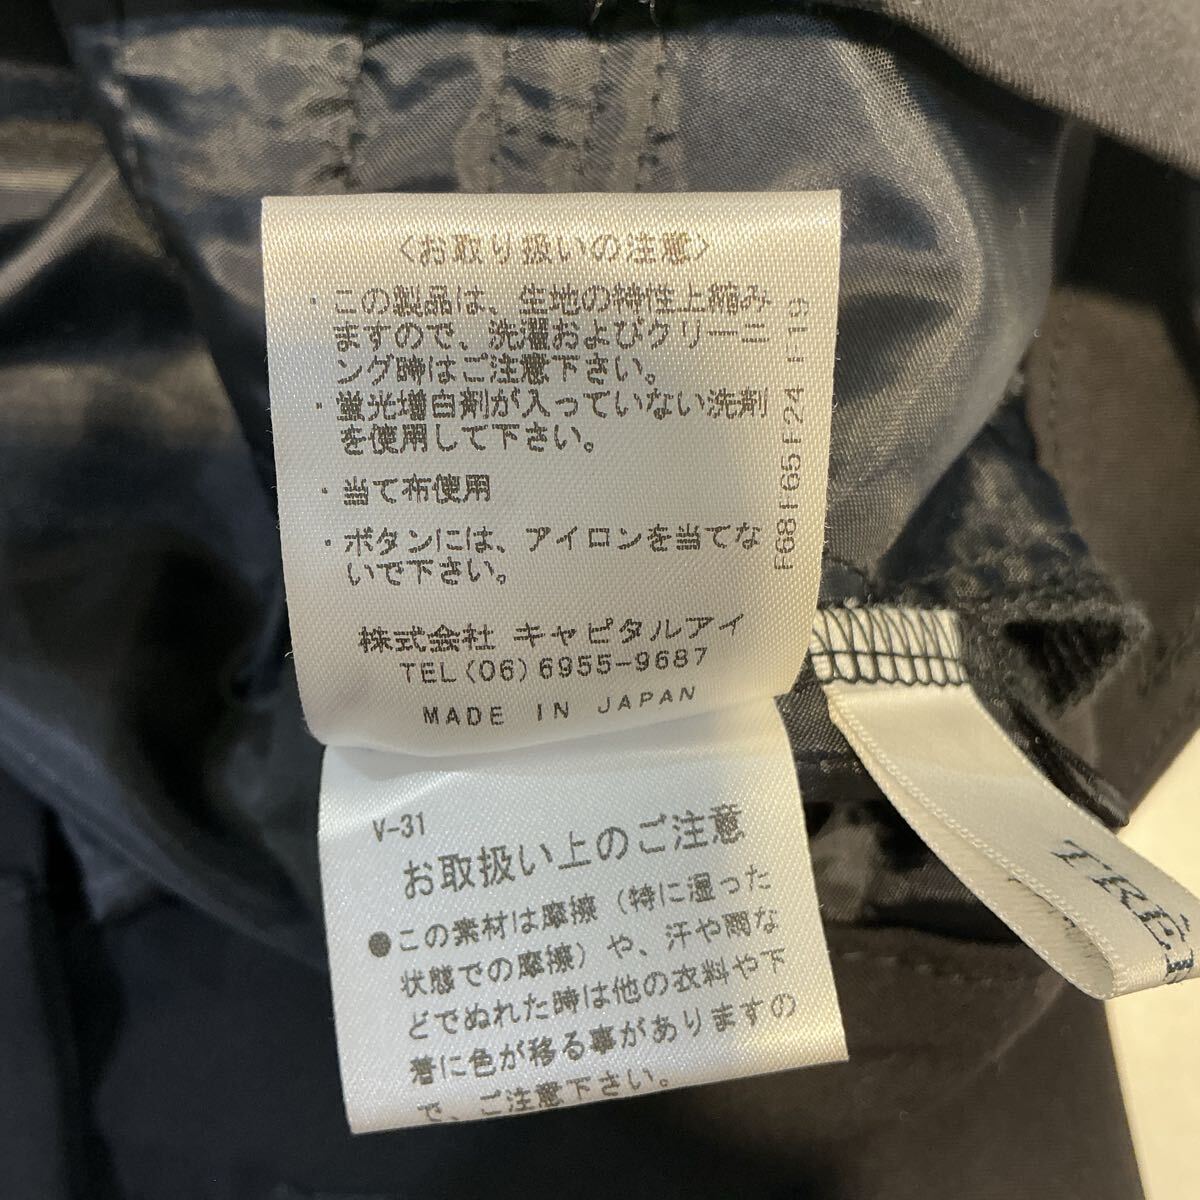 〈お取り扱いの注意〉
・この製品は、生地の特性上縮み
ますので、洗濯およびクリーニ
ング時はご注意下さい。
・蛍光増白剤が入っていない洗剤
を使用して下さい。
・当て布使用
・ボタンには、アイロンを当てな
いで下さい。
株式会社 キャピタルアイ
TEL(06)6955-9687
MADE IN JAPAN
F68F65F24
V-31
お取扱い上のご注意
●この素材は摩擦（特に湿った
状態での摩擦）や、汗や雨な
どでぬれた時は他の衣料や下
着に色が移る事がありますの
で、ご注意下さい。